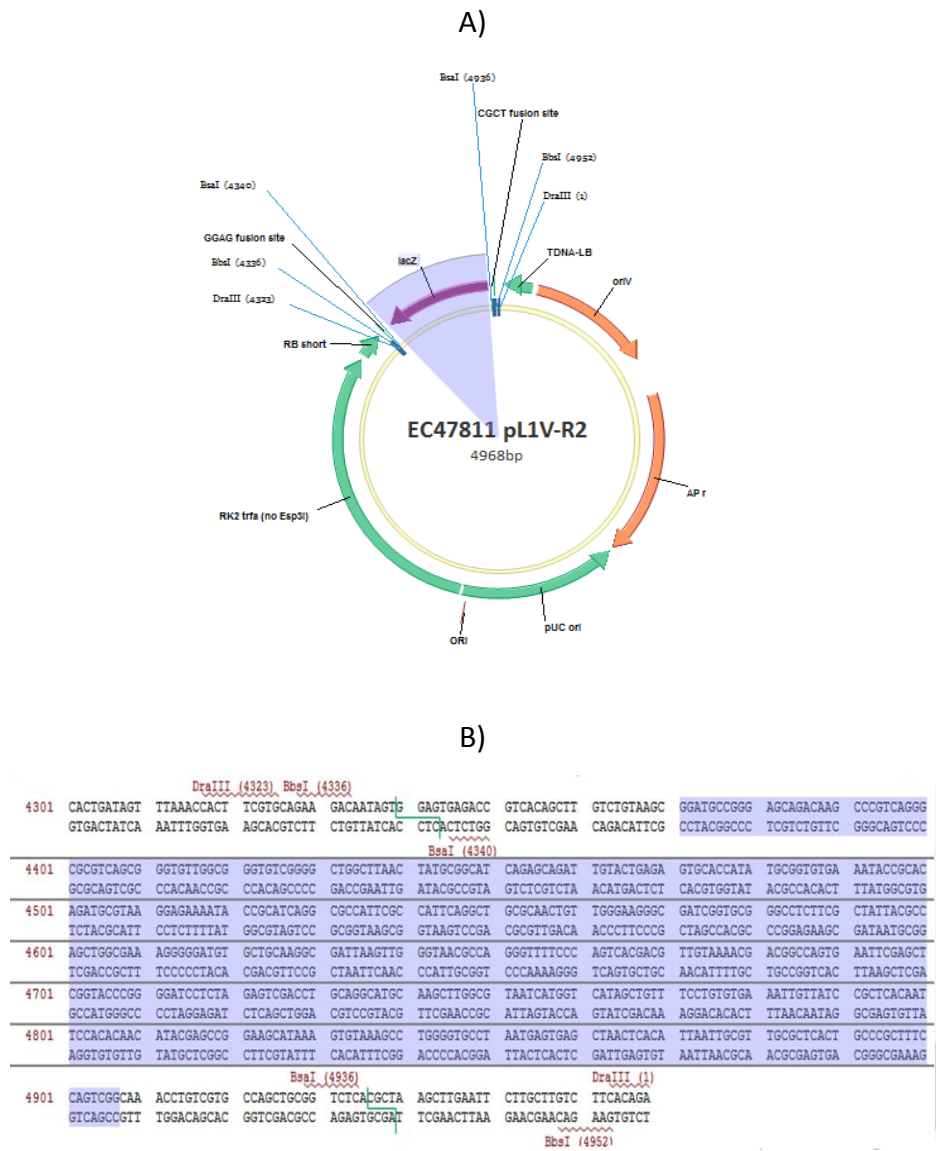 A)
BsaI (4936)
CGCT fusion site
BbsI (4952)
DraIII (1)
BsaI (4340)
GGAG fusion site
BbsI (4336)
DraIII (4323)
lacZ
TDNA-LB
oriV
RB short
EC47811 pL1V-R2
4968bp
AP r
RK2 trfa (no Esp3I)
ORI
pUC ori
B)
DraIII (4323) BbsI (4336)
4301 CACTGATAGT TTAAACCACT TCGTGCAGAA GACAATAGTG GAGTGAGACC GTCACAGCTT GTCTGTAAGC GGATGCCGGG AGCAGACAAG CCCGTCAGGG
GTGACTATCA AATTTGGTGA AGCACGTCTT CTGTTATCAC CTCACTCTGG CAGTGTCGAA CAGACATTCG CCTACGGCCC TCGTCTGTTC GGGCAGTCCC
BsaI (4340)
4401 CGCGTCAGCG GGTGTTGGCG GGTGTCGGGG CTGGCTTAAC TATGCGGCAT CAGAGCAGAT TGTACTGAGA GTGCACCATA TGCGGTGTGA AATACCGCAC
GCGCAGTCGC CCACAACCGC CCACAGCCCC GACCGAATTG ATACGCCGTA GTCTCGTCTA ACATGACTCT CACGTGGTAT ACGCCACACT TTATGGCGTG
4501 AGATGCGTAA GGAGAAAATA CCGCATCAGG CGCCATTCGC CATTCAGGCT GCGCAACTGT TGGGAAGGGC GATCGGTGCG GGCCTCTTCG CTATTACGCC
TCTACGCATT CCTCTTTTAT GGCGTAGTCC GCGGTAAGCG GTAAGTCCGA CGCGTTGACA ACCCTTCCCG CTAGCCACGC CCGGAGAAGC GATAATGCGG
4601 AGCTGGCGAA AGGGGGATGT GCTGCAAGGC GATTAAGTTG GGTAACGCCA GGGTTTTCCC AGTCACGACG TTGTAAAACG ACGGCCAGTG AATTCGAGCT
TCGACCGCTT TCCCCCTACA CGACGTTCCG CTAATTCAAC CCATTGCGGT CCCAAAAGGG TCAGTGCTGC AACATTTTGC TGCCGGTCAC TTAAGCTCGA
4701 CGGTACCCGG GGATCCTCTA GAGTCGACCT GCAGGCATGC AAGCTTGGCG TAATCATGGT CATAGCTGTT TCCTGTGTGA AATTGTTATC CGCTCACAAT
GCCATGGGCC CCTAGGAGAT CTCAGCTGGA CGTCCGTACG TTCGAACCGC ATTAGTACCA GTATCGACAA AGGACACACT TTAACAATAG GCGAGTGTTA
4801 TCCACACAAC ATACGAGCCG GAAGCATAAA GTGTAAAGCC TGGGGTGCCT AATGAGTGAG CTAACTCACA TTAATTGCGT TGCGCTCACT GCCCGCTTTC
AGGTGTGTTG TATGCTCGGC CTTCGTATTT CACATTTCGG ACCCCACGGA TTACTCACTC GATTGAGTGT AATTAACGCA ACGCGAGTGA CGGGCGAAAG
BsaI (4936) DraIII (1)
4901 CAGTCGGCAA ACCTGTCGTG CCAGCTGCGG TCTCACGCTA AGCTTGAATT CTTGCTTGTC TTCACAGA
GTCAGCCGTT TGGACAGCAC GGTCGACGCC AGAGTGCGAT TCGAACTTAA GAACGAACAG AAGTGTCT
BbsI (4952)